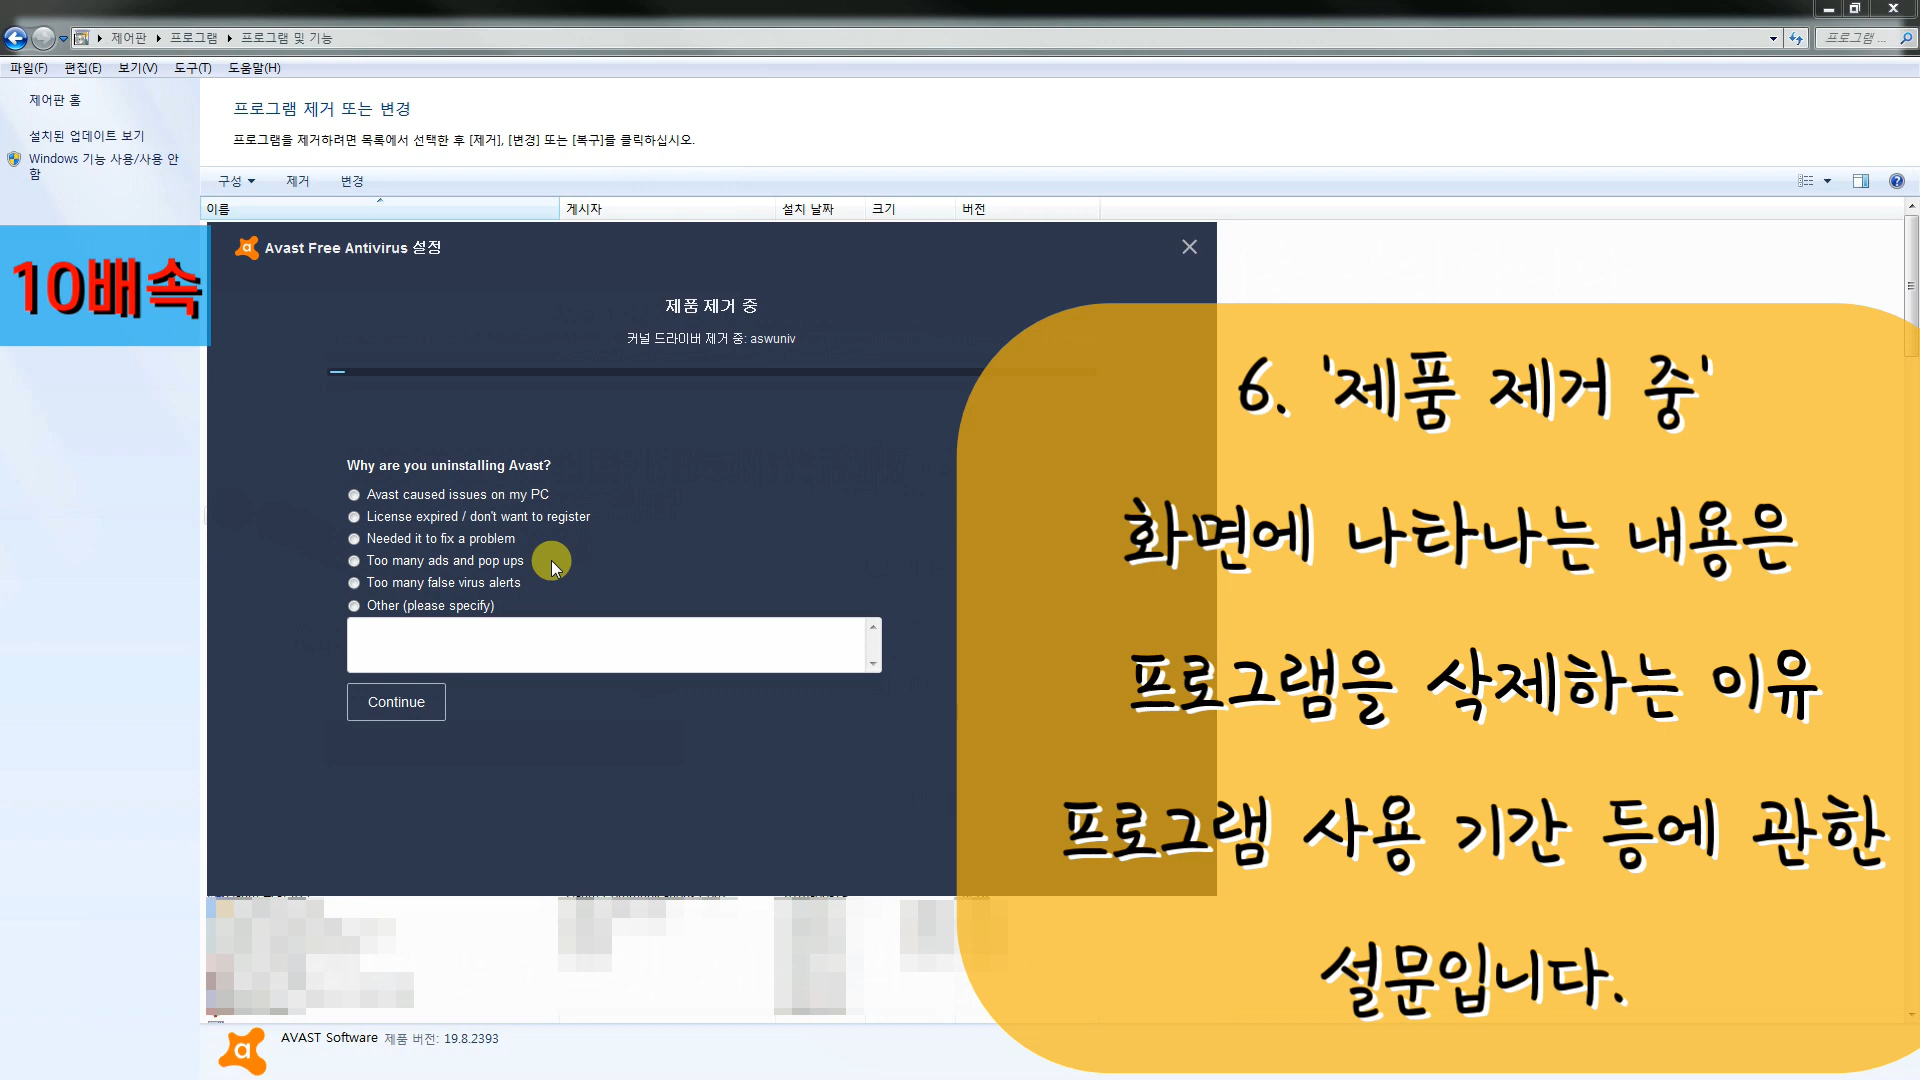 제어판 ▶ 프로그램 ▶ 프로그램 및 기능
프로그램 ...
파일(F) 편집(E) 보기(V) 도구(T) 도움말(H)
제어판 홈
설치된 업데이트 보기
Windows 기능 사용/사용 안
함
프로그램 제거 또는 변경
프로그램을 제거하려면 목록에서 선택한 후 [제거], [변경] 또는 [복구]를 클릭하십시오.
구성 제거 변경
이름 게시자 설치 날짜 크기 버전
10배속
Avast Free Antivirus 설정
제품 제거 중
커널 드라이버 제거 중: aswuniv
Why are you uninstalling Avast?
Avast caused issues on my PC
License expired / don't want to register
Needed it to fix a problem
Too many ads and pop ups
Too many false virus alerts
Other (please specify)
Continue
6. '제품 제거 중'
화면에 나타나는 내용은
프로그램을 삭제하는 이유
프로그램 사용 기간 등에 관한
설문입니다.
AVAST Software 제품 버전: 19.8.2393